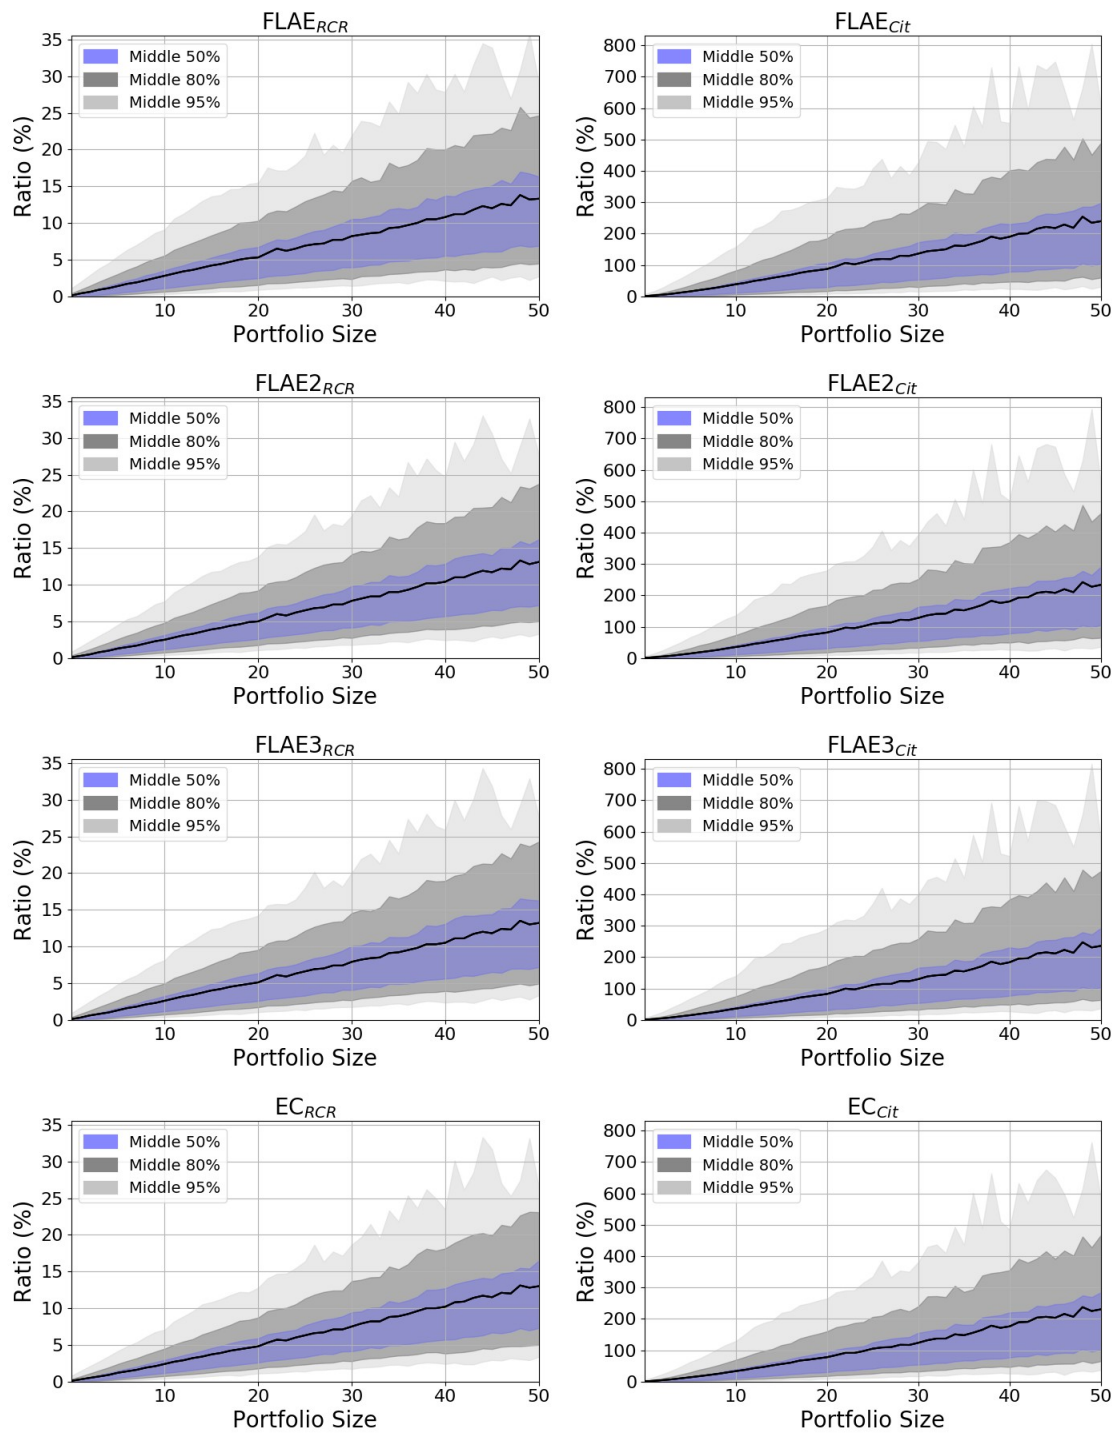 FLAE_RCR
35
30
25
20
15
10
5
0
Ratio (%)
Middle 50%
Middle 80%
Middle 95%
10 20 30 40 50
Portfolio Size
FLAE_Cit
800
700
600
500
400
300
200
100
0
Ratio (%)
Middle 50%
Middle 80%
Middle 95%
10 20 30 40 50
Portfolio Size
FLAE2_RCR
35
30
25
20
15
10
5
0
Ratio (%)
Middle 50%
Middle 80%
Middle 95%
10 20 30 40 50
Portfolio Size
FLAE2_Cit
800
700
600
500
400
300
200
100
0
Ratio (%)
Middle 50%
Middle 80%
Middle 95%
10 20 30 40 50
Portfolio Size
FLAE3_RCR
35
30
25
20
15
10
5
0
Ratio (%)
Middle 50%
Middle 80%
Middle 95%
10 20 30 40 50
Portfolio Size
FLAE3_Cit
800
700
600
500
400
300
200
100
0
Ratio (%)
Middle 50%
Middle 80%
Middle 95%
10 20 30 40 50
Portfolio Size
EC_RCR
35
30
25
20
15
10
5
0
Ratio (%)
Middle 50%
Middle 80%
Middle 95%
10 20 30 40 50
Portfolio Size
EC_Cit
800
700
600
500
400
300
200
100
0
Ratio (%)
Middle 50%
Middle 80%
Middle 95%
10 20 30 40 50
Portfolio Size